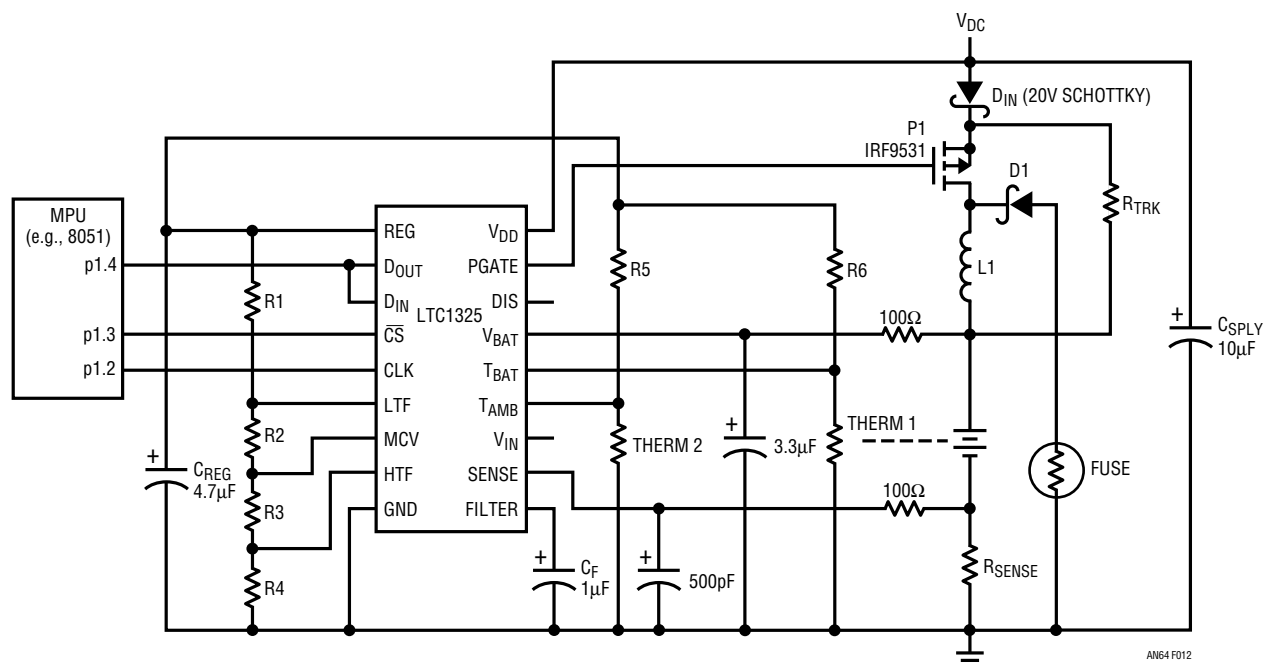 V_DC
D_IN (20V SCHOTTKY)
P1
IRF9531
D1
R_TRK
MPU
(e.g., 8051)
p1.4
p1.3
p1.2
REG
D_OUT
D_IN
C̅S̅
CLK
LTF
MCV
HTF
GND
LTC1325
V_DD
PGATE
DIS
V_BAT
T_BAT
T_AMB
V_IN
SENSE
FILTER
R1
R2
R3
R4
R5
R6
L1
100Ω
+
C_SPLY
10µF
THERM 2
THERM 1
+
3.3µF
+
C_REG
4.7µF
FUSE
100Ω
R_SENSE
+
C_F
1µF
+
500pF
AN64 F012